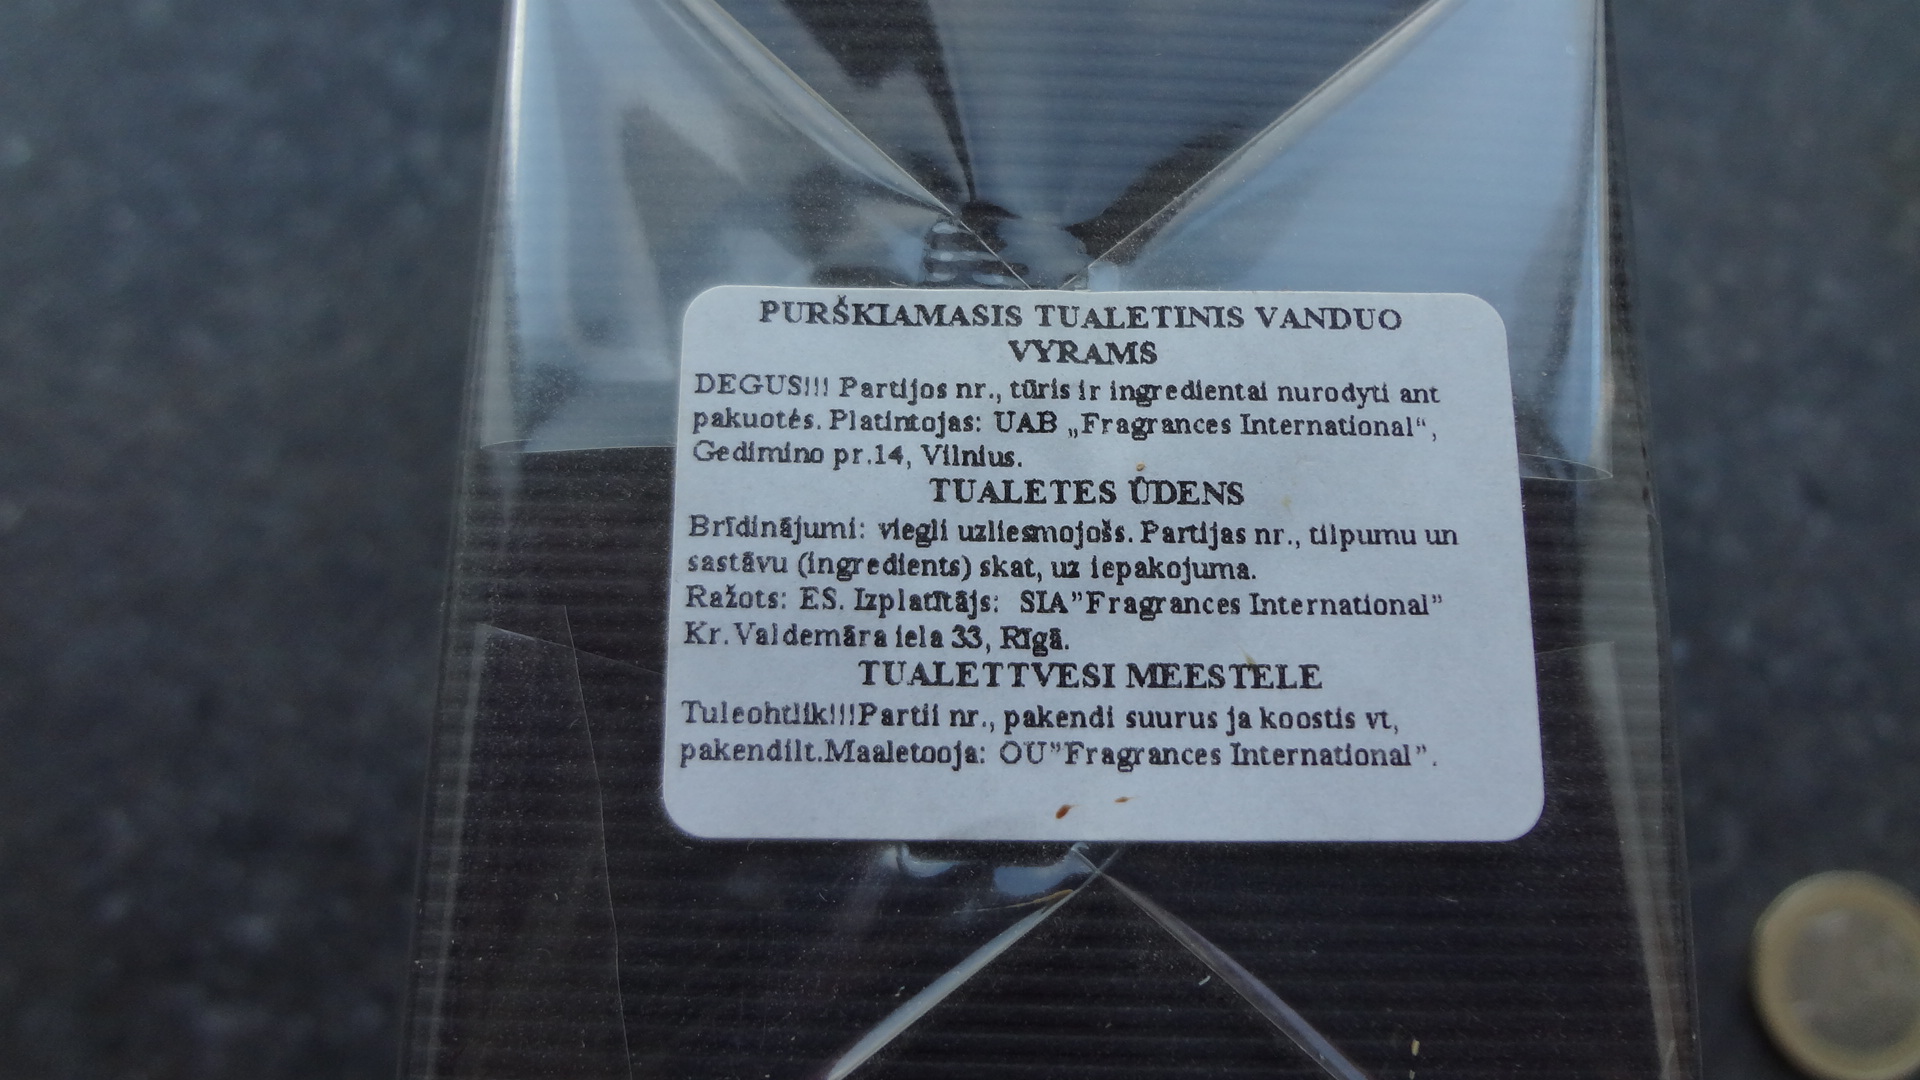 PURŠKIAMASIS TUALETINIS VANDUO
VYRAMS
DEGUS!!! Partijos nr., tūris ir ingredientai nurodyti ant
pakuotės. Platintojas: UAB „Fragrances International“,
Gedimino pr.14, Vilnius.
TUALETES ŪDENS
Brīdinājumi: viegli uzliesmojošs. Partijas nr., tilpumu un
sastāvu (ingredients) skat, uz iepakojuma.
Ražots: ES. Izplatītājs: SIA”Fragrances International”
Kr.Valdemāra iela 33, Rīgā.
TUALETTVESI MEESTELE
Tuleohtlik!!!Partii nr., pakendi suurus ja koostis vt,
pakendilt.Maaletooja: OU”Fragrances International”.